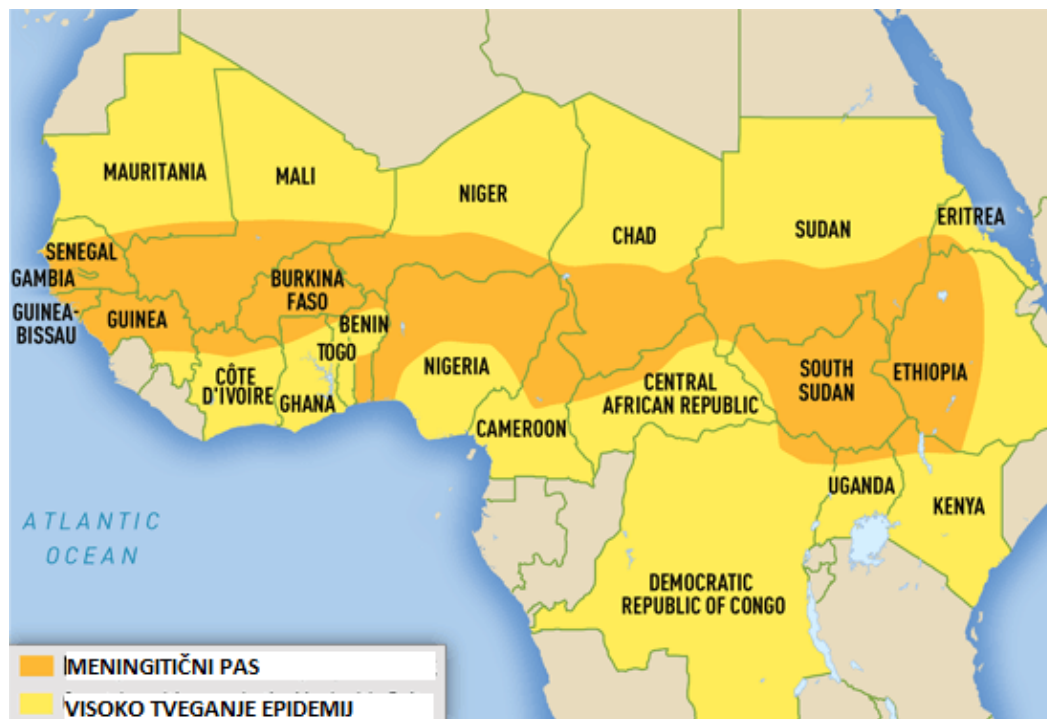 MAURITANIA
MALI
NIGER
CHAD
SUDAN
ERITREA
SENEGAL
GAMBIA
GUINEA-
BISSAU
GUINEA
BURKINA
FASO
BENIN
TOGO
CÔTE
D'IVOIRE
GHANA
NIGERIA
CAMEROON
CENTRAL
AFRICAN REPUBLIC
SOUTH
SUDAN
ETHIOPIA
UGANDA
KENYA
DEMOCRATIC
REPUBLIC OF CONGO
ATLANTIC
OCEAN
MENINGITIČNI PAS
VISOKO TVEGANJE EPIDEMIJ